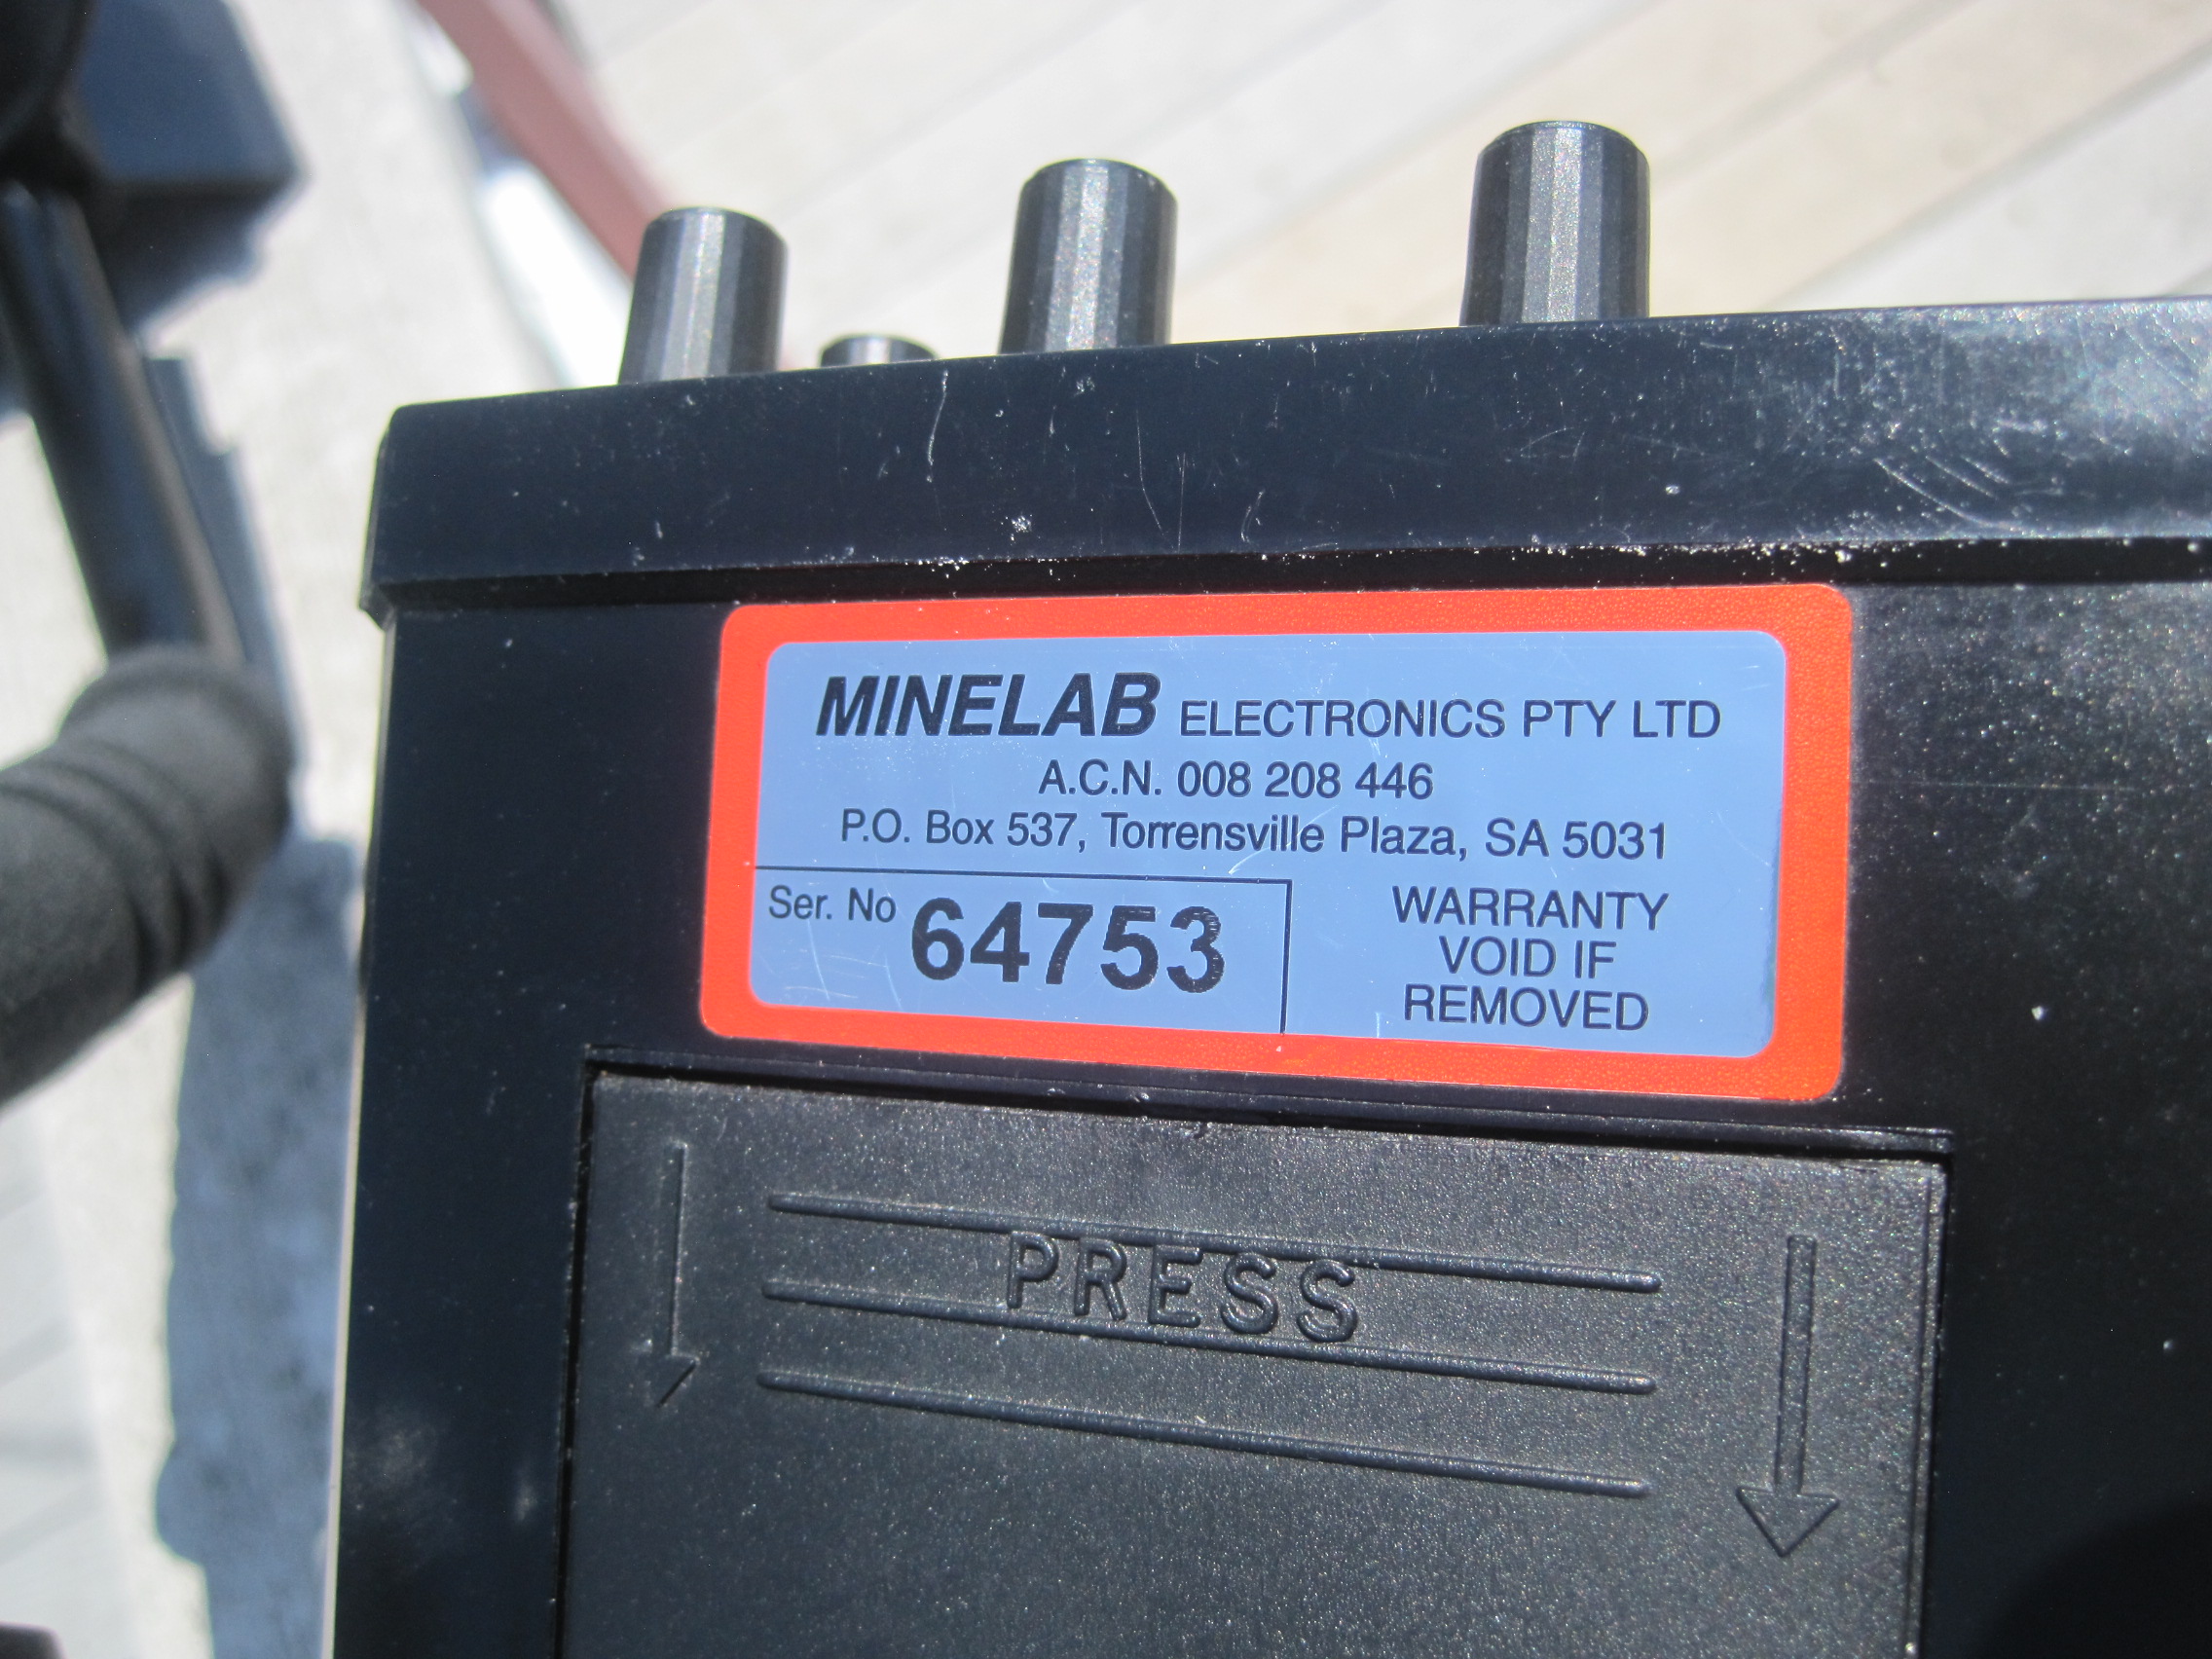 MINELAB ELECTRONICS PTY LTD
A.C.N. 008 208 446
P.O. Box 537, Torrensville Plaza, SA 5031
Ser. No 64753
WARRANTY
VOID IF
REMOVED
PRESS